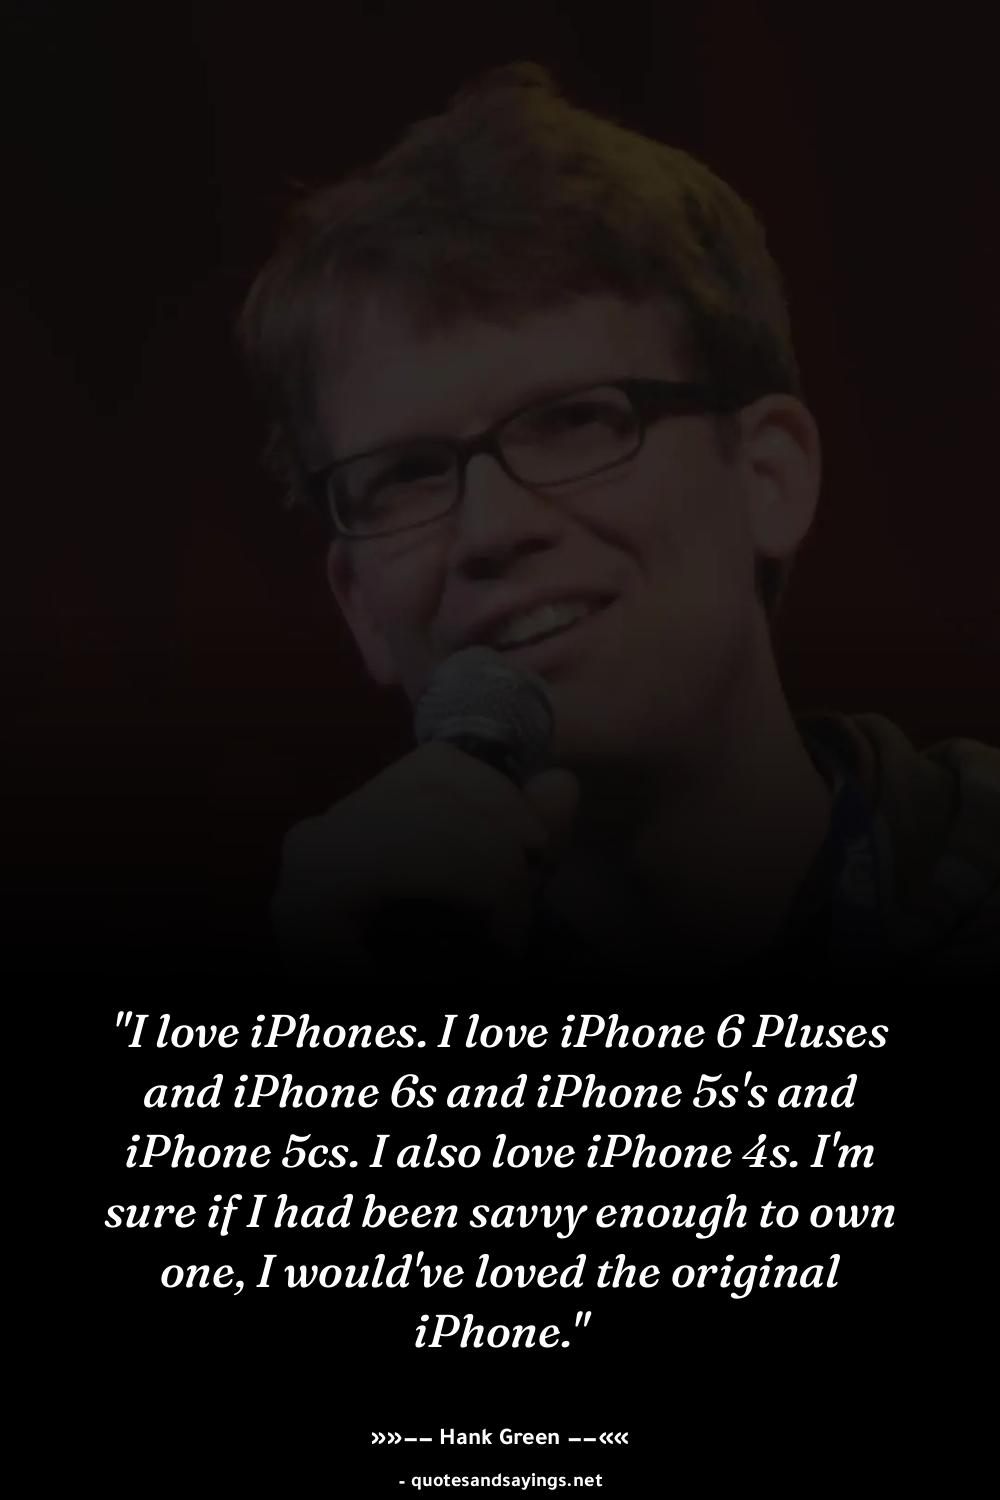 "I love iPhones. I love iPhone 6 Pluses
and iPhone 6s and iPhone 5s's and
iPhone 5cs. I also love iPhone 4s. I'm
sure if I had been savvy enough to own
one, I would've loved the original
iPhone."
»»–– Hank Green ––««
- quotesandsayings.net